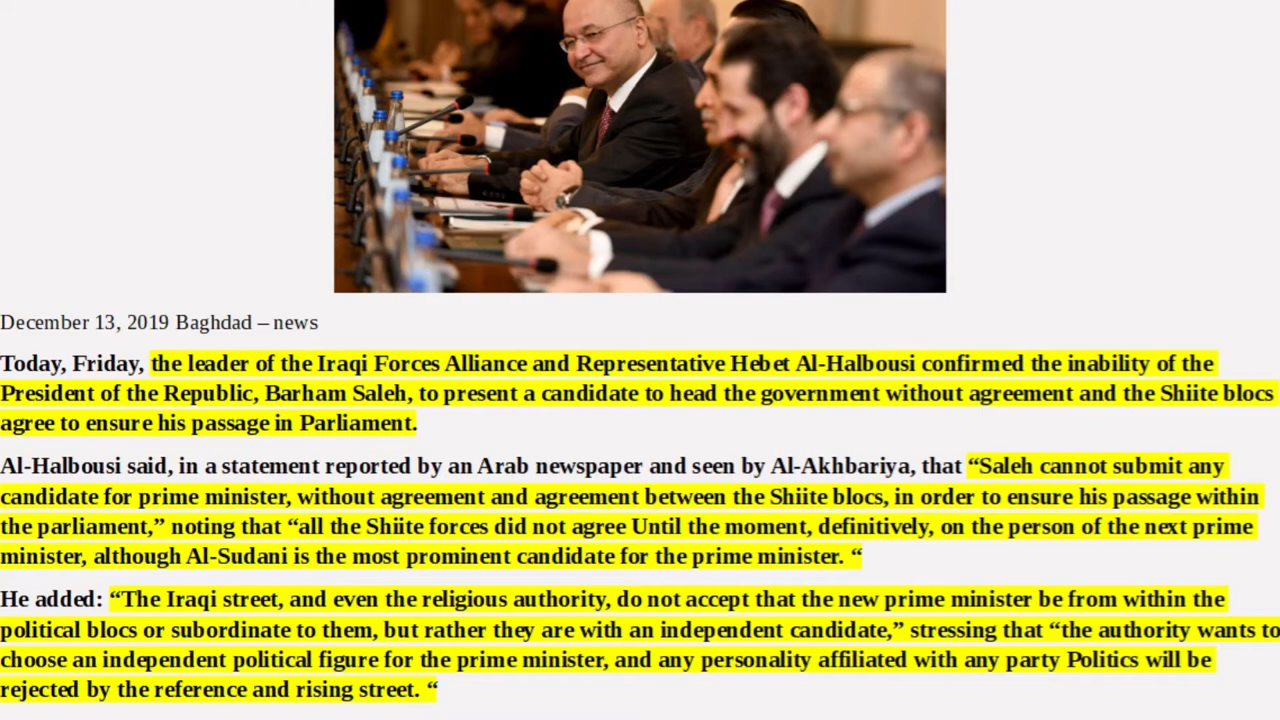 December 13, 2019 Baghdad – news
Today, Friday, the leader of the Iraqi Forces Alliance and Representative Hebet Al-Halbousi confirmed the inability of the
President of the Republic, Barham Saleh, to present a candidate to head the government without agreement and the Shiite blocs
agree to ensure his passage in Parliament.
Al-Halbousi said, in a statement reported by an Arab newspaper and seen by Al-Akhbariya, that “Saleh cannot submit any
candidate for prime minister, without agreement and agreement between the Shiite blocs, in order to ensure his passage within
the parliament,” noting that “all the Shiite forces did not agree Until the moment, definitively, on the person of the next prime
minister, although Al-Sudani is the most prominent candidate for the prime minister. “
He added: “The Iraqi street, and even the religious authority, do not accept that the new prime minister be from within the
political blocs or subordinate to them, but rather they are with an independent candidate,” stressing that “the authority wants to
choose an independent political figure for the prime minister, and any personality affiliated with any party Politics will be
rejected by the reference and rising street. “